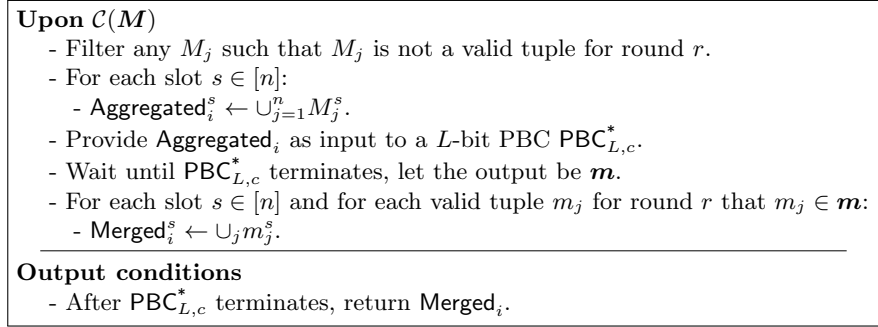 Upon 𝒞(𝑴)
- Filter any M_j such that M_j is not a valid tuple for round r.
- For each slot s ∈ [n]:
- Aggregated_i^s ← ∪_{j=1}^n M_j^s.
- Provide Aggregated_i as input to a L-bit PBC PBC^*_{L,c}.
- Wait until PBC^*_{L,c} terminates, let the output be 𝒎.
- For each slot s ∈ [n] and for each valid tuple m_j for round r that m_j ∈ 𝒎:
- Merged_i^s ← ∪_j m_j^s.
Output conditions
- After PBC^*_{L,c} terminates, return Merged_i.